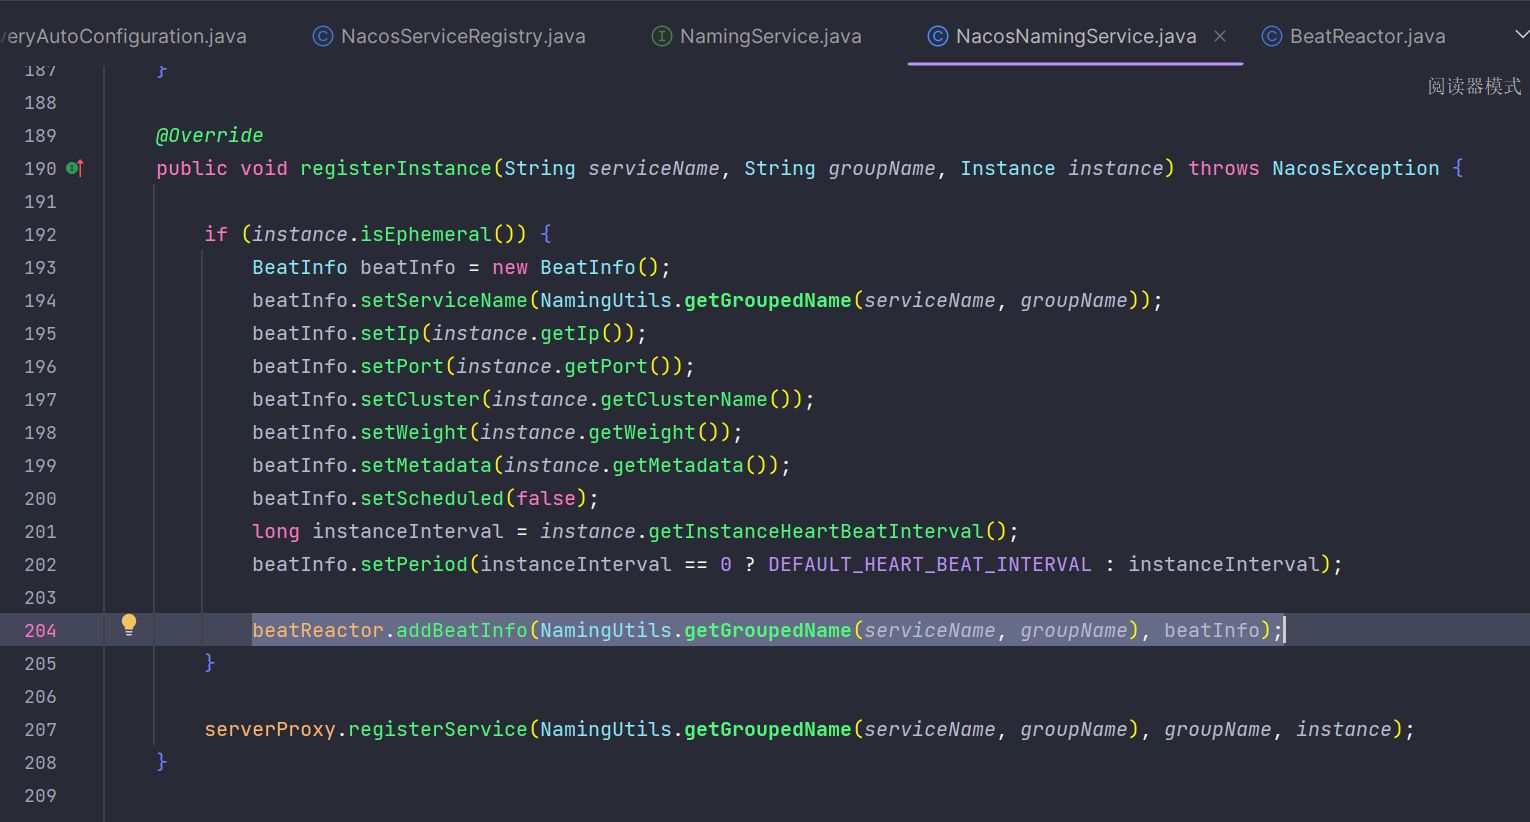 eryAutoConfiguration.java NacosServiceRegistry.java NamingService.java NacosNamingService.java × BeatReactor.java
阅读器模式
187 }
188
189 @Override
190 public void registerInstance(String serviceName, String groupName, Instance instance) throws NacosException {
191
192 if (instance.isEphemeral()) {
193 BeatInfo beatInfo = new BeatInfo();
194 beatInfo.setServiceName(NamingUtils.getGroupedName(serviceName, groupName));
195 beatInfo.setIp(instance.getIp());
196 beatInfo.setPort(instance.getPort());
197 beatInfo.setCluster(instance.getClusterName());
198 beatInfo.setWeight(instance.getWeight());
199 beatInfo.setMetadata(instance.getMetadata());
200 beatInfo.setScheduled(false);
201 long instanceInterval = instance.getInstanceHeartBeatInterval();
202 beatInfo.setPeriod(instanceInterval == 0 ? DEFAULT_HEART_BEAT_INTERVAL : instanceInterval);
203
204 beatReactor.addBeatInfo(NamingUtils.getGroupedName(serviceName, groupName), beatInfo);
205 }
206
207 serverProxy.registerService(NamingUtils.getGroupedName(serviceName, groupName), groupName, instance);
208 }
209